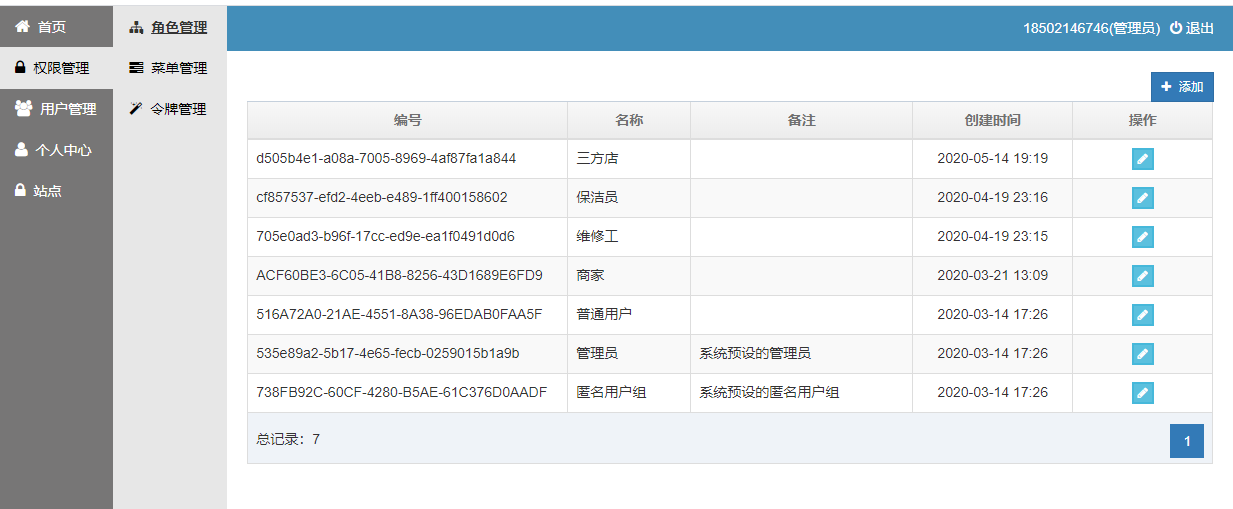 首页
权限管理
用户管理
个人中心
站点
角色管理
菜单管理
令牌管理
18502146746(管理员) 退出
添加
编号 名称 备注 创建时间 操作
d505b4e1-a08a-7005-8969-4af87fa1a844 三方店 2020-05-14 19:19
cf857537-efd2-4eeb-e489-1ff400158602 保洁员 2020-04-19 23:16
705e0ad3-b96f-17cc-ed9e-ea1f0491d0d6 维修工 2020-04-19 23:15
ACF60BE3-6C05-41B8-8256-43D1689E6FD9 商家 2020-03-21 13:09
516A72A0-21AE-4551-8A38-96EDAB0FAA5F 普通用户 2020-03-14 17:26
535e89a2-5b17-4e65-fecb-0259015b1a9b 管理员 系统预设的管理员 2020-03-14 17:26
738FB92C-60CF-4280-B5AE-61C376D0AADF 匿名用户组 系统预设的匿名用户组 2020-03-14 17:26
总记录：7 1